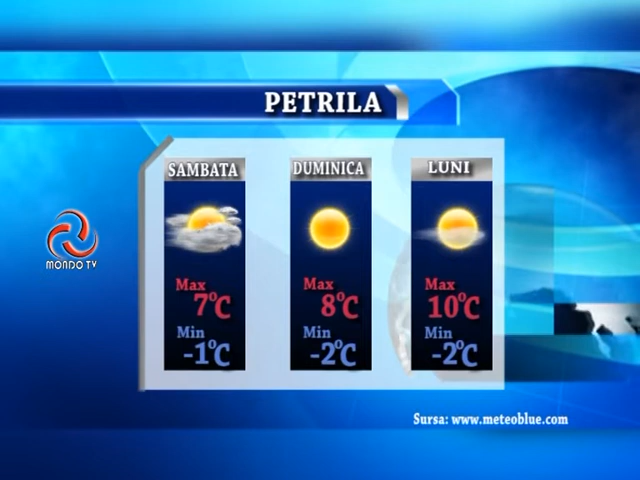 PETRILA
SAMBATA
DUMINICA
LUNI
Max
7°C
Min
-1°C
Max
8°C
Min
-2°C
Max
10°C
Min
-2°C
MONDO TV
Sursa: www.meteoblue.com